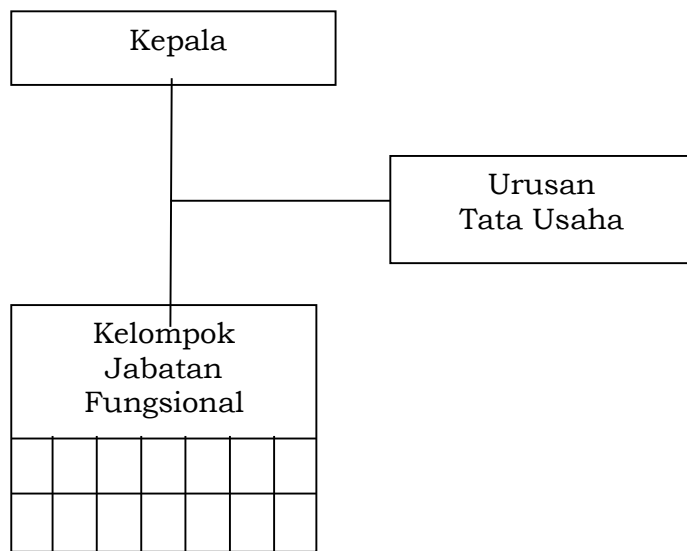 Kepala
Urusan
Tata Usaha
Kelompok
Jabatan
Fungsional